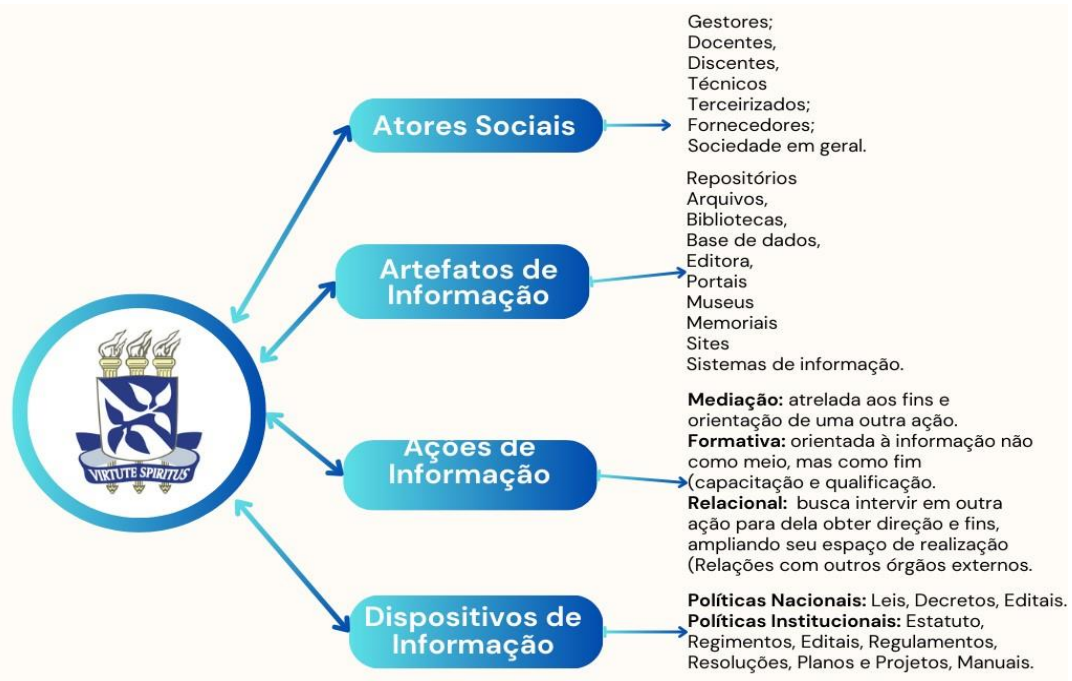 VIRTUTE SPIRITUS
Atores Sociais
Gestores;
Docentes,
Discentes,
Técnicos
Terceirizados;
Fornecedores;
Sociedade em geral.
Artefatos de
Informação
Repositórios
Arquivos,
Bibliotecas,
Base de dados,
Editora,
Portais
Museus
Memoriais
Sites
Sistemas de informação.
Ações de
Informação
Mediação: atrelada aos fins e
orientação de uma outra ação.
Formativa: orientada à informação não
como meio, mas como fim
(capacitação e qualificação.
Relacional: busca intervir em outra
ação para dela obter direção e fins,
ampliando seu espaço de realização
(Relações com outros órgãos externos.
Dispositivos de
Informação
Políticas Nacionais: Leis, Decretos, Editais.
Políticas Institucionais: Estatuto,
Regimentos, Editais, Regulamentos,
Resoluções, Planos e Projetos, Manuais.